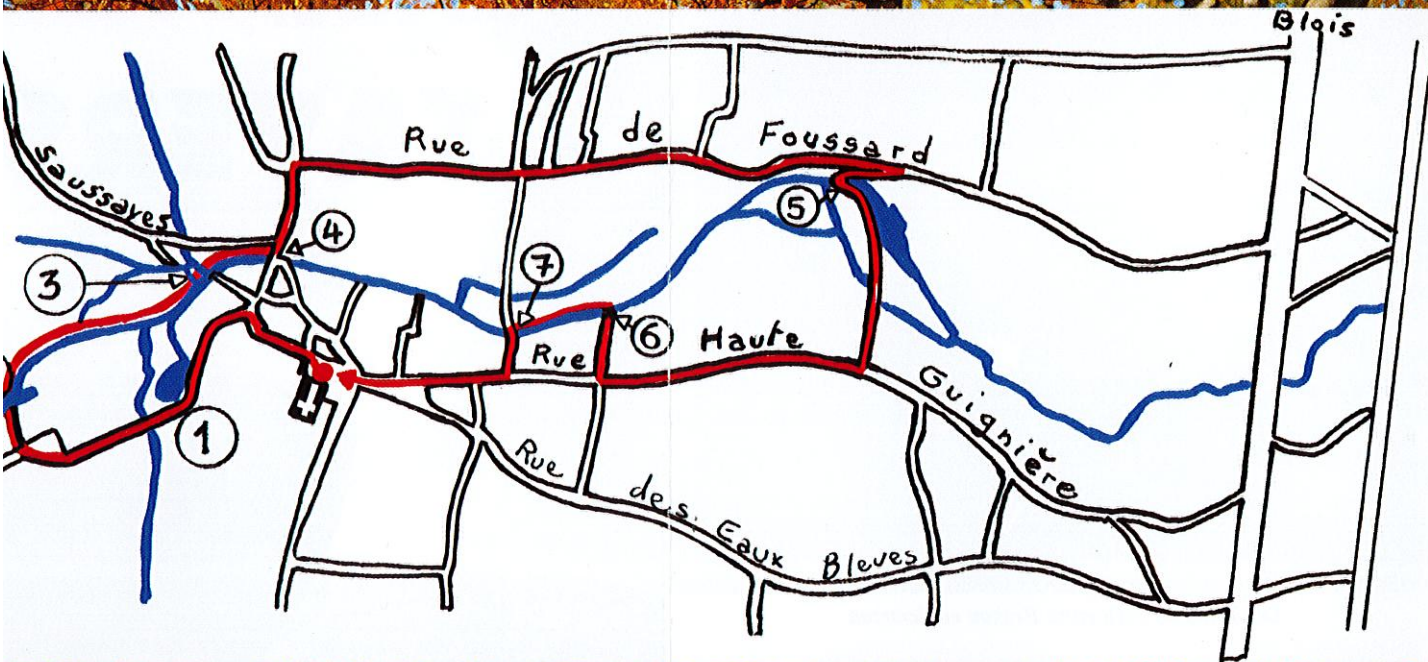 Blois
Rue de Foussard
Saussayes
4
5
3
7
6
Rue Haute
Guignière
1
Rue des Eaux Bleues